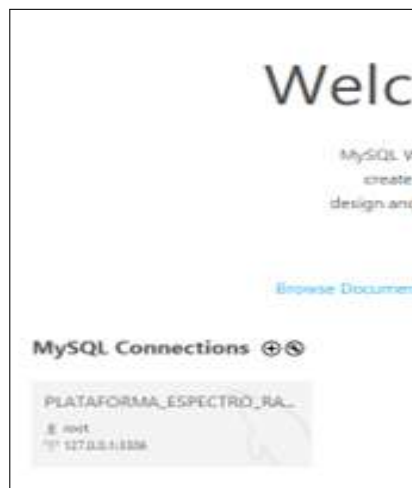 Welc
MySQL W
create
design and
Browse Documen
MySQL Connections
PLATAFORMA_ESPECTRO_RA...
root
127.0.0.1:3306